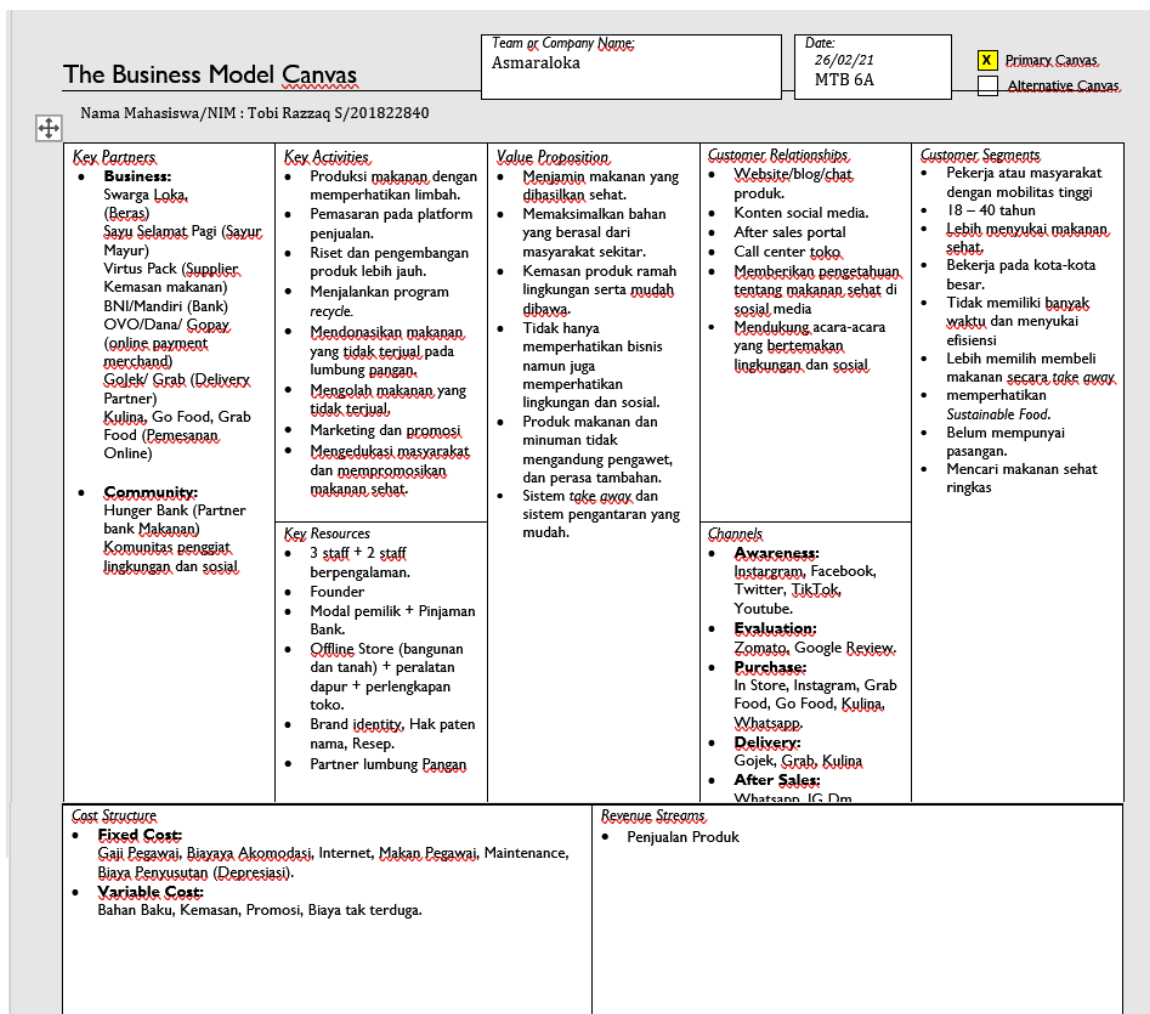 The Business Model Canvas
Team or Company Name:
Asmaraloka
Date:
26/02/21
MTB 6A
X Primary Canvas
Alternative Canvas
Nama Mahasiswa/NIM : Tobi Razzaq S/201822840
Key Partners
• Business:
Swarga Loka,
(Beras)
Sayu Selamat Pagi (Sayur
Mayur)
Virtus Pack (Supplier
Kemasan makanan)
BNI/Mandiri (Bank)
OVO/Dana/ Gopay
(online payment
merchand)
GoJek/ Grab (Delivery
Partner)
Kulina, Go Food, Grab
Food (Pemesanan
Online)
• Community:
Hunger Bank (Partner
bank Makanan)
Komunitas penggiat
lingkungan dan sosial
Key Activities
• Produksi makanan dengan
memperhatikan limbah.
• Pemasaran pada platform
penjualan.
• Riset dan pengembangan
produk lebih jauh.
• Menjalankan program
recycle.
• Mendonasikan makanan
yang tidak terjual pada
lumbung pangan.
• Mengolah makanan yang
tidak terjual.
• Marketing dan promosi
• Mengedukasi masyarakat
dan mempromosikan
makanan sehat.
Key Resources
• 3 staff + 2 staff
berpengalaman.
• Founder
• Modal pemilik + Pinjaman
Bank.
• Offline Store (bangunan
dan tanah) + peralatan
dapur + perlengkapan
toko.
• Brand identity, Hak paten
nama, Resep.
• Partner lumbung Pangan
Value Proposition
• Menjamin makanan yang
dihasilkan sehat.
• Memaksimalkan bahan
yang berasal dari
masyarakat sekitar.
• Kemasan produk ramah
lingkungan serta mudah
dibawa.
• Tidak hanya
memperhatikan bisnis
namun juga
memperhatikan
lingkungan dan sosial.
• Produk makanan dan
minuman tidak
mengandung pengawet,
dan perasa tambahan.
• Sistem take away dan
sistem pengantaran yang
mudah.
Customer Relationships
• Website/blog/chat
produk.
• Konten social media.
• After sales portal
• Call center toko
• Memberikan pengetahuan
tentang makanan sehat di
sosial media
• Mendukung acara-acara
yang bertemakan
lingkungan dan sosial
Channels
• Awareness:
Instargram, Facebook,
Twitter, TikTok,
Youtube.
• Evaluation:
Zomato, Google Review.
• Purchase:
In Store, Instagram, Grab
Food, Go Food, Kulina,
Whatsapp.
• Delivery:
Gojek, Grab, Kulina
• After Sales:
Whatsapp, IG Dm
Customer Segments
• Pekerja atau masyarakat
dengan mobilitas tinggi
• 18 – 40 tahun
• Lebih menyukai makanan
sehat.
• Bekerja pada kota-kota
besar.
• Tidak memiliki banyak
waktu dan menyukai
efisiensi
• Lebih memilih membeli
makanan secara take away
• memperhatikan
Sustainable Food.
• Belum mempunyai
pasangan.
• Mencari makanan sehat
ringkas
Cost Structure
• Fixed Cost:
Gaji Pegawai, Biayaya Akomodasi, Internet, Makan Pegawai, Maintenance,
Biaya Penyusutan (Depresiasi).
• Variable Cost:
Bahan Baku, Kemasan, Promosi, Biaya tak terduga.
Revenue Streams
• Penjualan Produk